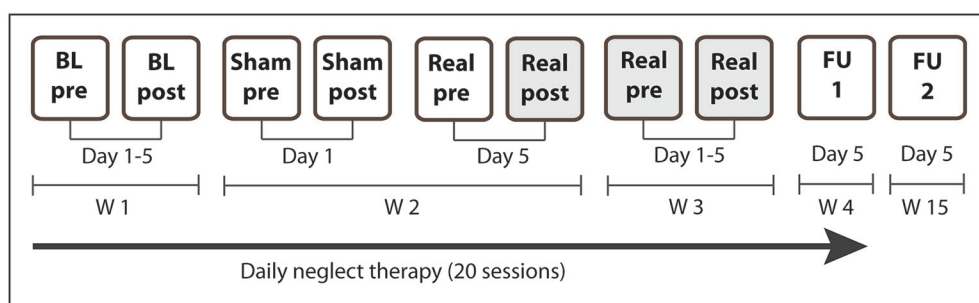 BL pre
BL post
Sham pre
Sham post
Real pre
Real post
Real pre
Real post
FU 1
FU 2
Day 1-5
Day 1
Day 5
Day 1-5
Day 5
Day 5
W 1
W 2
W 3
W 4
W 15
Daily neglect therapy (20 sessions)